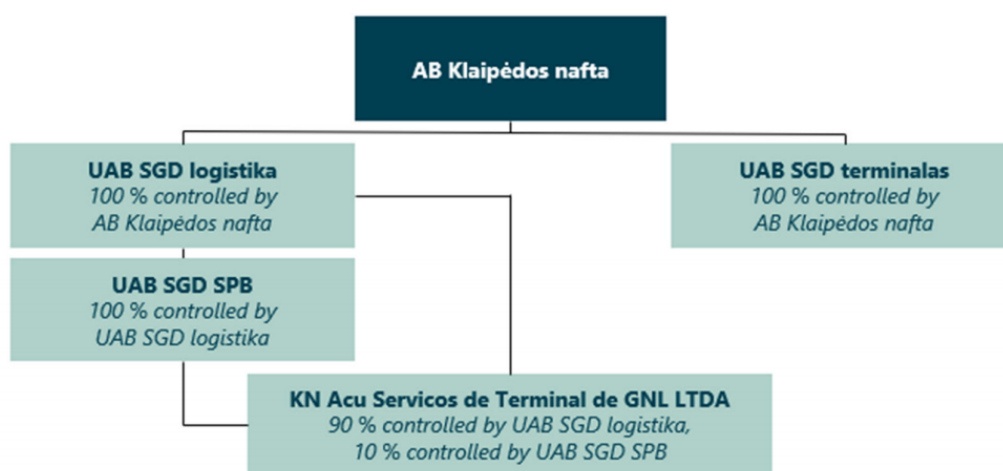 AB Klaipėdos nafta
UAB SGD logistika
100 % controlled by
AB Klaipėdos nafta
UAB SGD terminalas
100 % controlled by
AB Klaipėdos nafta
UAB SGD SPB
100 % controlled by
UAB SGD logistika
KN Acu Servicos de Terminal de GNL LTDA
90 % controlled by UAB SGD logistika,
10 % controlled by UAB SGD SPB